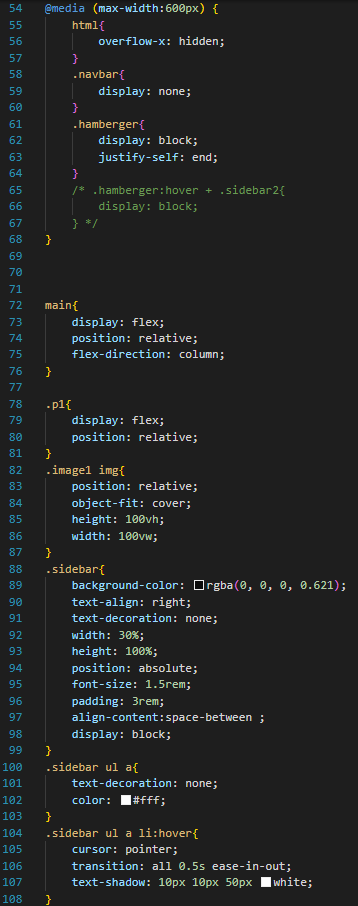 54 @media (max-width:600px) {
55 html{
56 overflow-x: hidden;
57 }
58 .navbar{
59 display: none;
60 }
61 .hamberger{
62 display: block;
63 justify-self: end;
64 }
65 /* .hamberger:hover + .sidebar2{
66 display: block;
67 } */
68 }
69
70
71
72 main{
73 display: flex;
74 position: relative;
75 flex-direction: column;
76 }
77
78 .p1{
79 display: flex;
80 position: relative;
81 }
82 .image1 img{
83 position: relative;
84 object-fit: cover;
85 height: 100vh;
86 width: 100vw;
87 }
88 .sidebar{
89 background-color: rgba(0, 0, 0, 0.621);
90 text-align: right;
91 text-decoration: none;
92 width: 30%;
93 height: 100%;
94 position: absolute;
95 font-size: 1.5rem;
96 padding: 3rem;
97 align-content:space-between ;
98 display: block;
99 }
100 .sidebar ul a{
101 text-decoration: none;
102 color: #fff;
103 }
104 .sidebar ul a li:hover{
105 cursor: pointer;
106 transition: all 0.5s ease-in-out;
107 text-shadow: 10px 10px 50px white;
108 }